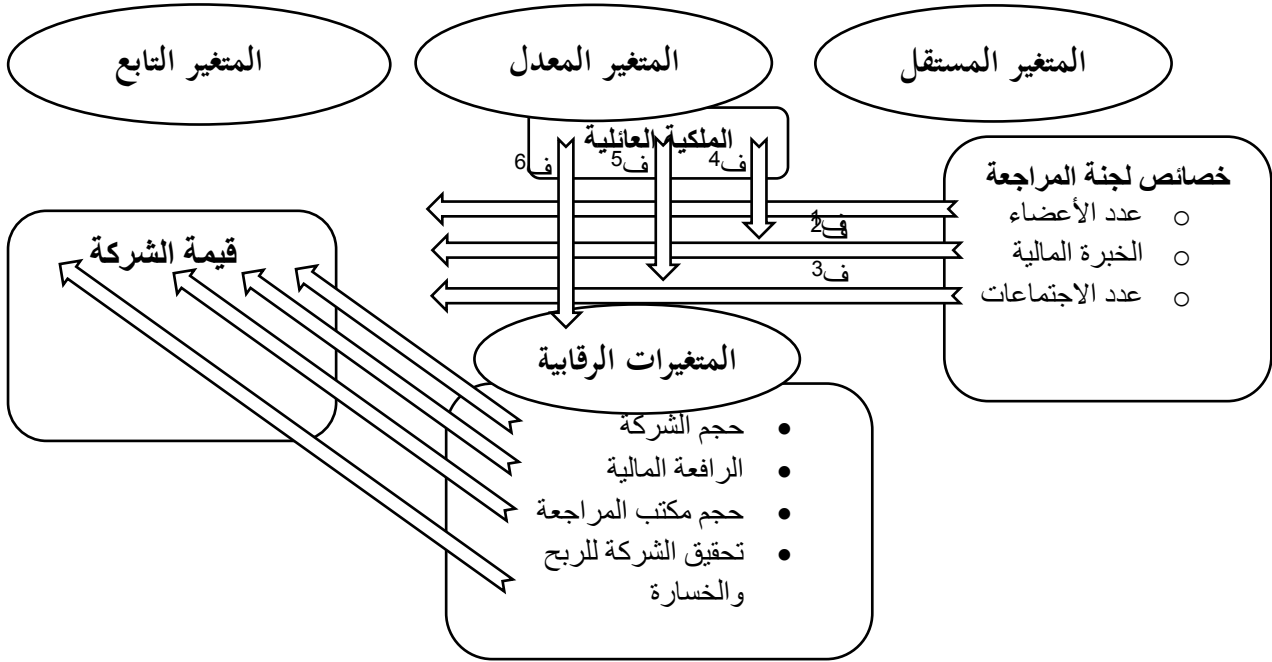 المتغير المستقل
المتغير المعدل
المتغير التابع
الملكية العائلية
ف4
ف5
ف6
خصائص لجنة المراجعة
عدد الأعضاء
الخبرة المالية
عدد الاجتماعات
ف1
ف2
ف3
قيمة الشركة
المتغيرات الرقابية
حجم الشركة
الرافعة المالية
حجم مكتب المراجعة
تحقيق الشركة للربح
والخسارة